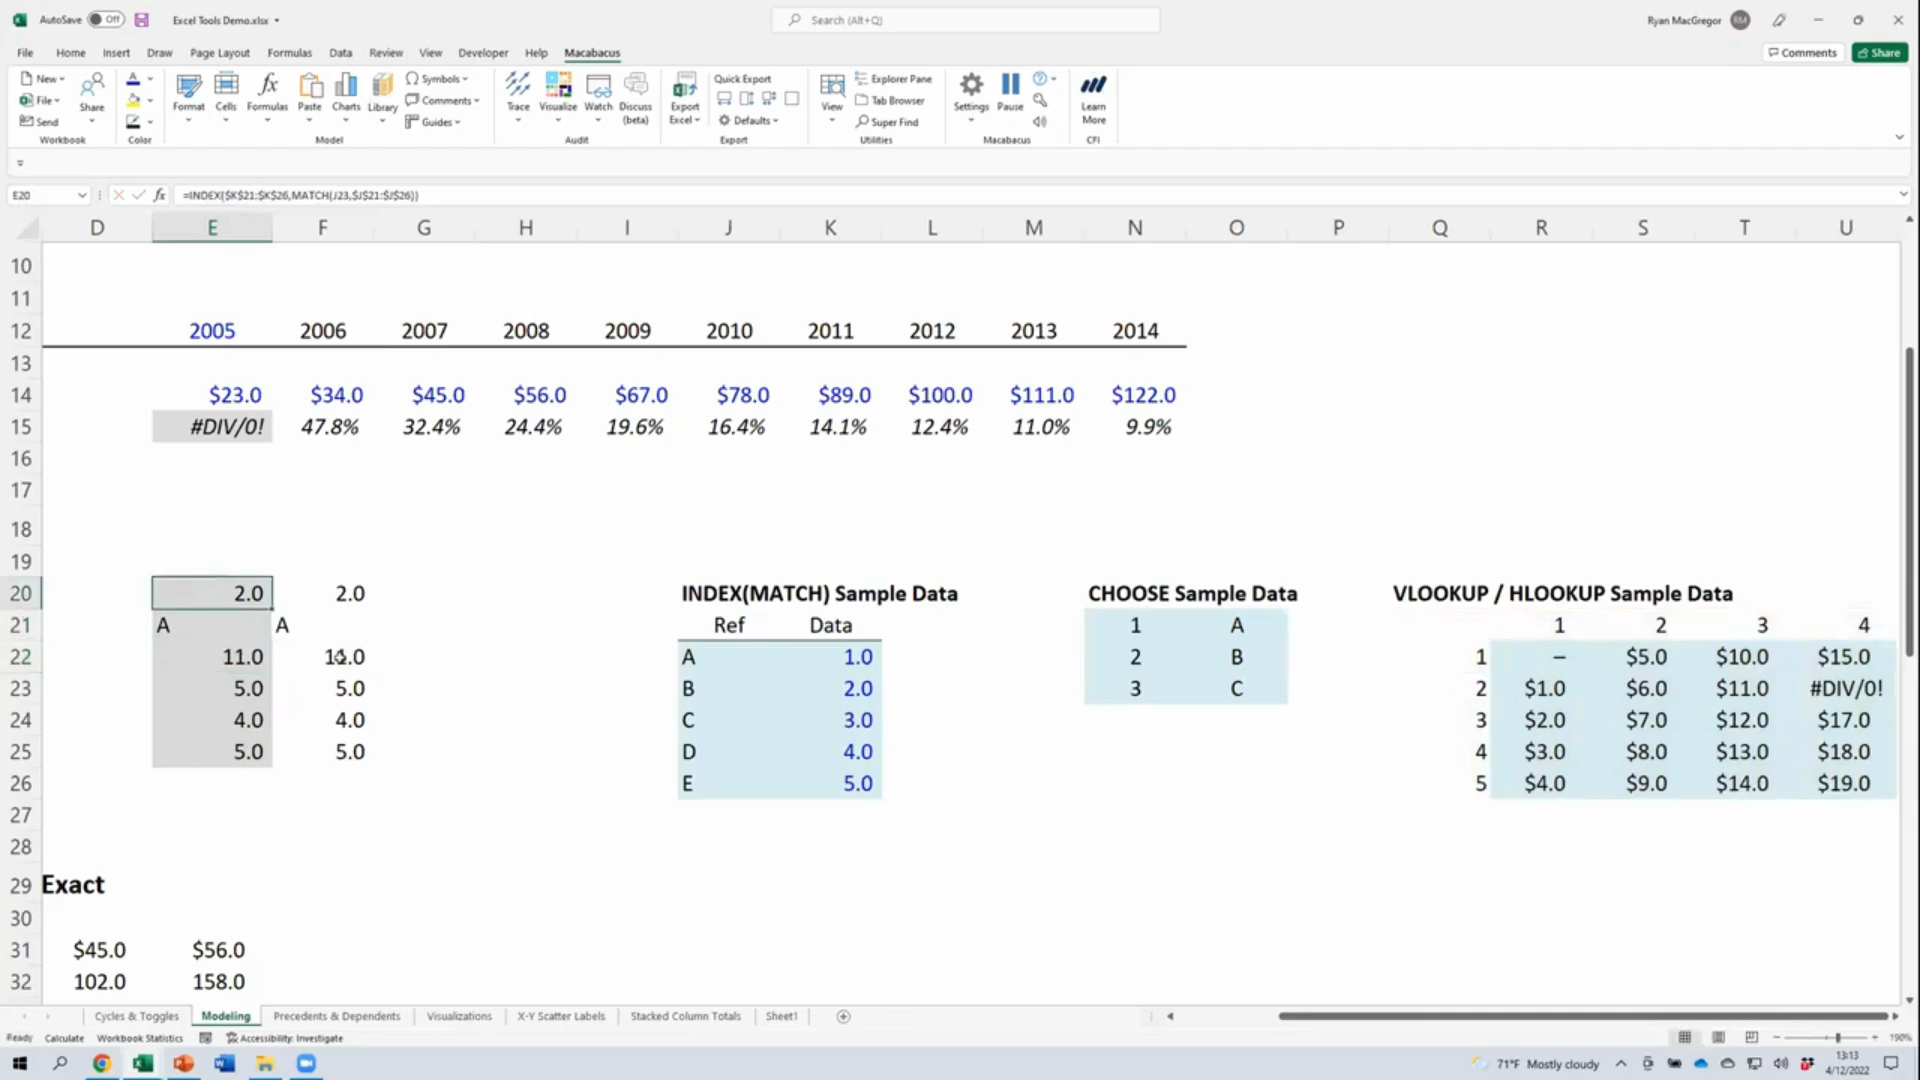 AutoSave Off Excel Tools Demo.xlsx Search (Alt+Q) Ryan MacGregor RM
File Home Insert Draw Page Layout Formulas Data Review View Developer Help Macabacus Comments Share
New Symbols Quick Export Explorer Pane
File Share Format Cells Formulas Paste Charts Library Comments Trace Visualize Watch Discuss (beta) Export Excel View Tab Browser Settings Pause Learn More
Send Guides Defaults Super Find
Workbook Color Model Audit Export Utilities Macabacus CFI
E20 fx =INDEX($K$21:$K$26,MATCH(J23,$J$21:$J$26))
D E F G H I J K L M N O P Q R S T U
10
11
12 2005 2006 2007 2008 2009 2010 2011 2012 2013 2014
13
14 $23.0 $34.0 $45.0 $56.0 $67.0 $78.0 $89.0 $100.0 $111.0 $122.0
15 #DIV/0! 47.8% 32.4% 24.4% 19.6% 16.4% 14.1% 12.4% 11.0% 9.9%
16
17
18
19
20 2.0 2.0 INDEX(MATCH) Sample Data CHOOSE Sample Data VLOOKUP / HLOOKUP Sample Data
21 A A Ref Data 1 A 1 2 3 4
22 11.0 11.0 A 1.0 2 B 1 – $5.0 $10.0 $15.0
23 5.0 5.0 B 2.0 3 C 2 $1.0 $6.0 $11.0 #DIV/0!
24 4.0 4.0 C 3.0 3 $2.0 $7.0 $12.0 $17.0
25 5.0 5.0 D 4.0 4 $3.0 $8.0 $13.0 $18.0
26 E 5.0 5 $4.0 $9.0 $14.0 $19.0
27
28
29 Exact
30
31 $45.0 $56.0
32 102.0 158.0
Cycles & Toggles Modeling Precedents & Dependents Visualizations X-Y Scatter Labels Stacked Column Totals Sheet1
Ready Calculate Workbook Statistics Accessibility: Investigate 190%
71°F Mostly cloudy 13:13
4/12/2022